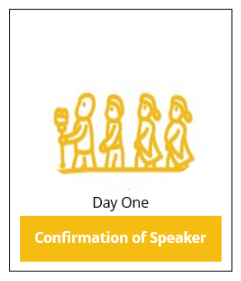 Day One
Confirmation of Speaker